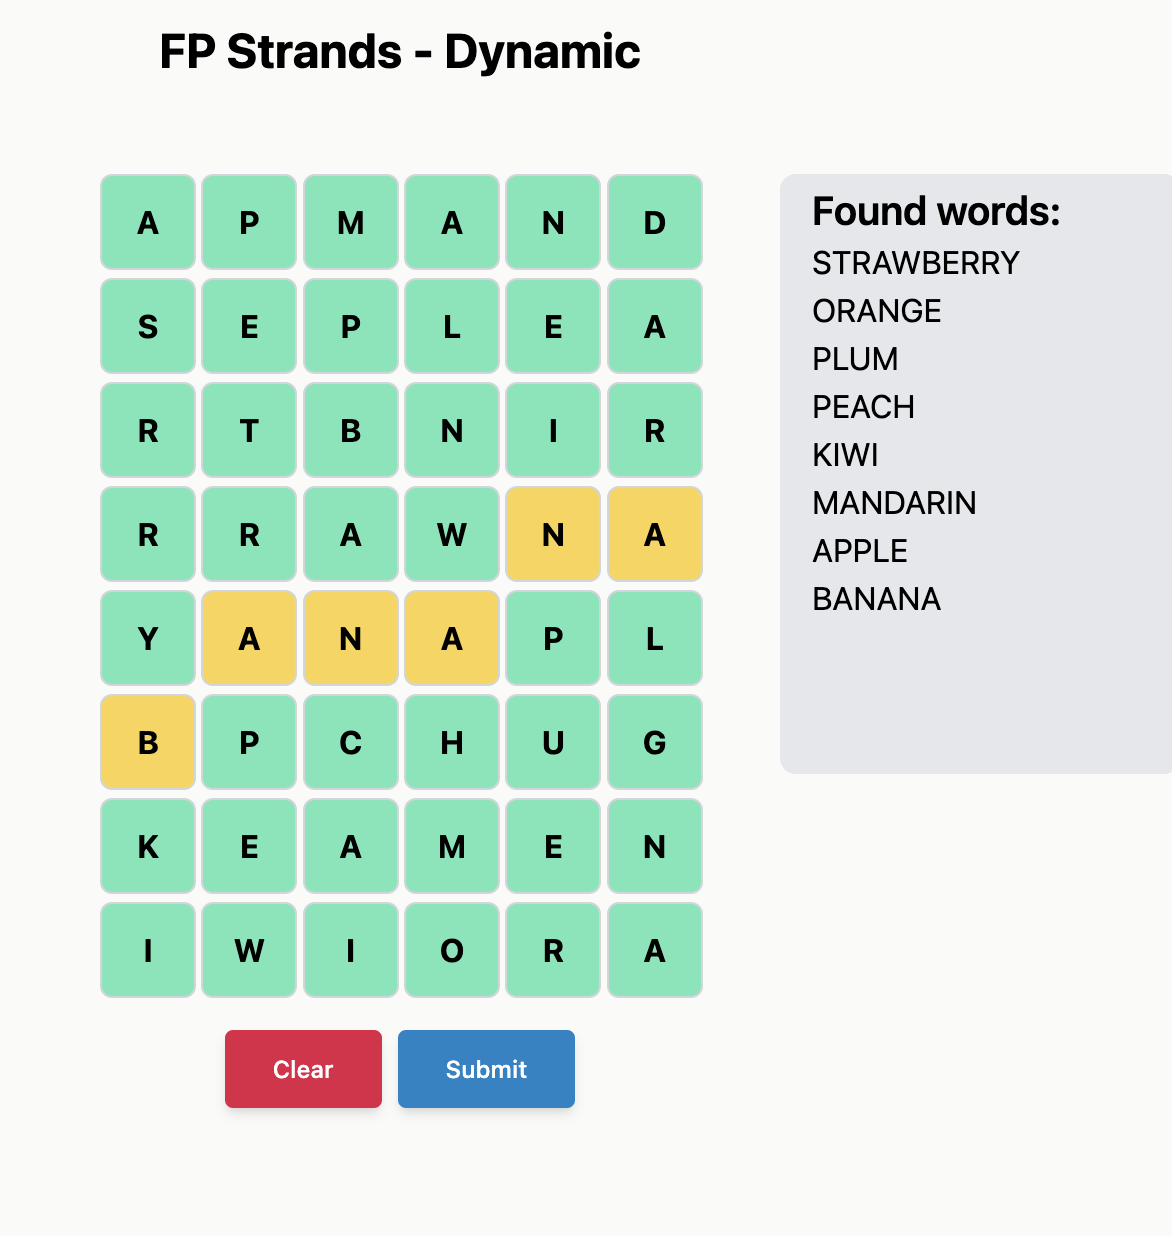 FP Strands - Dynamic
A P M A N D
S E P L E A
R T B N I R
R R A W N A
Y A N A P L
B P C H U G
K E A M E N
I W I O R A
Clear Submit
Found words:
STRAWBERRY
ORANGE
PLUM
PEACH
KIWI
MANDARIN
APPLE
BANANA